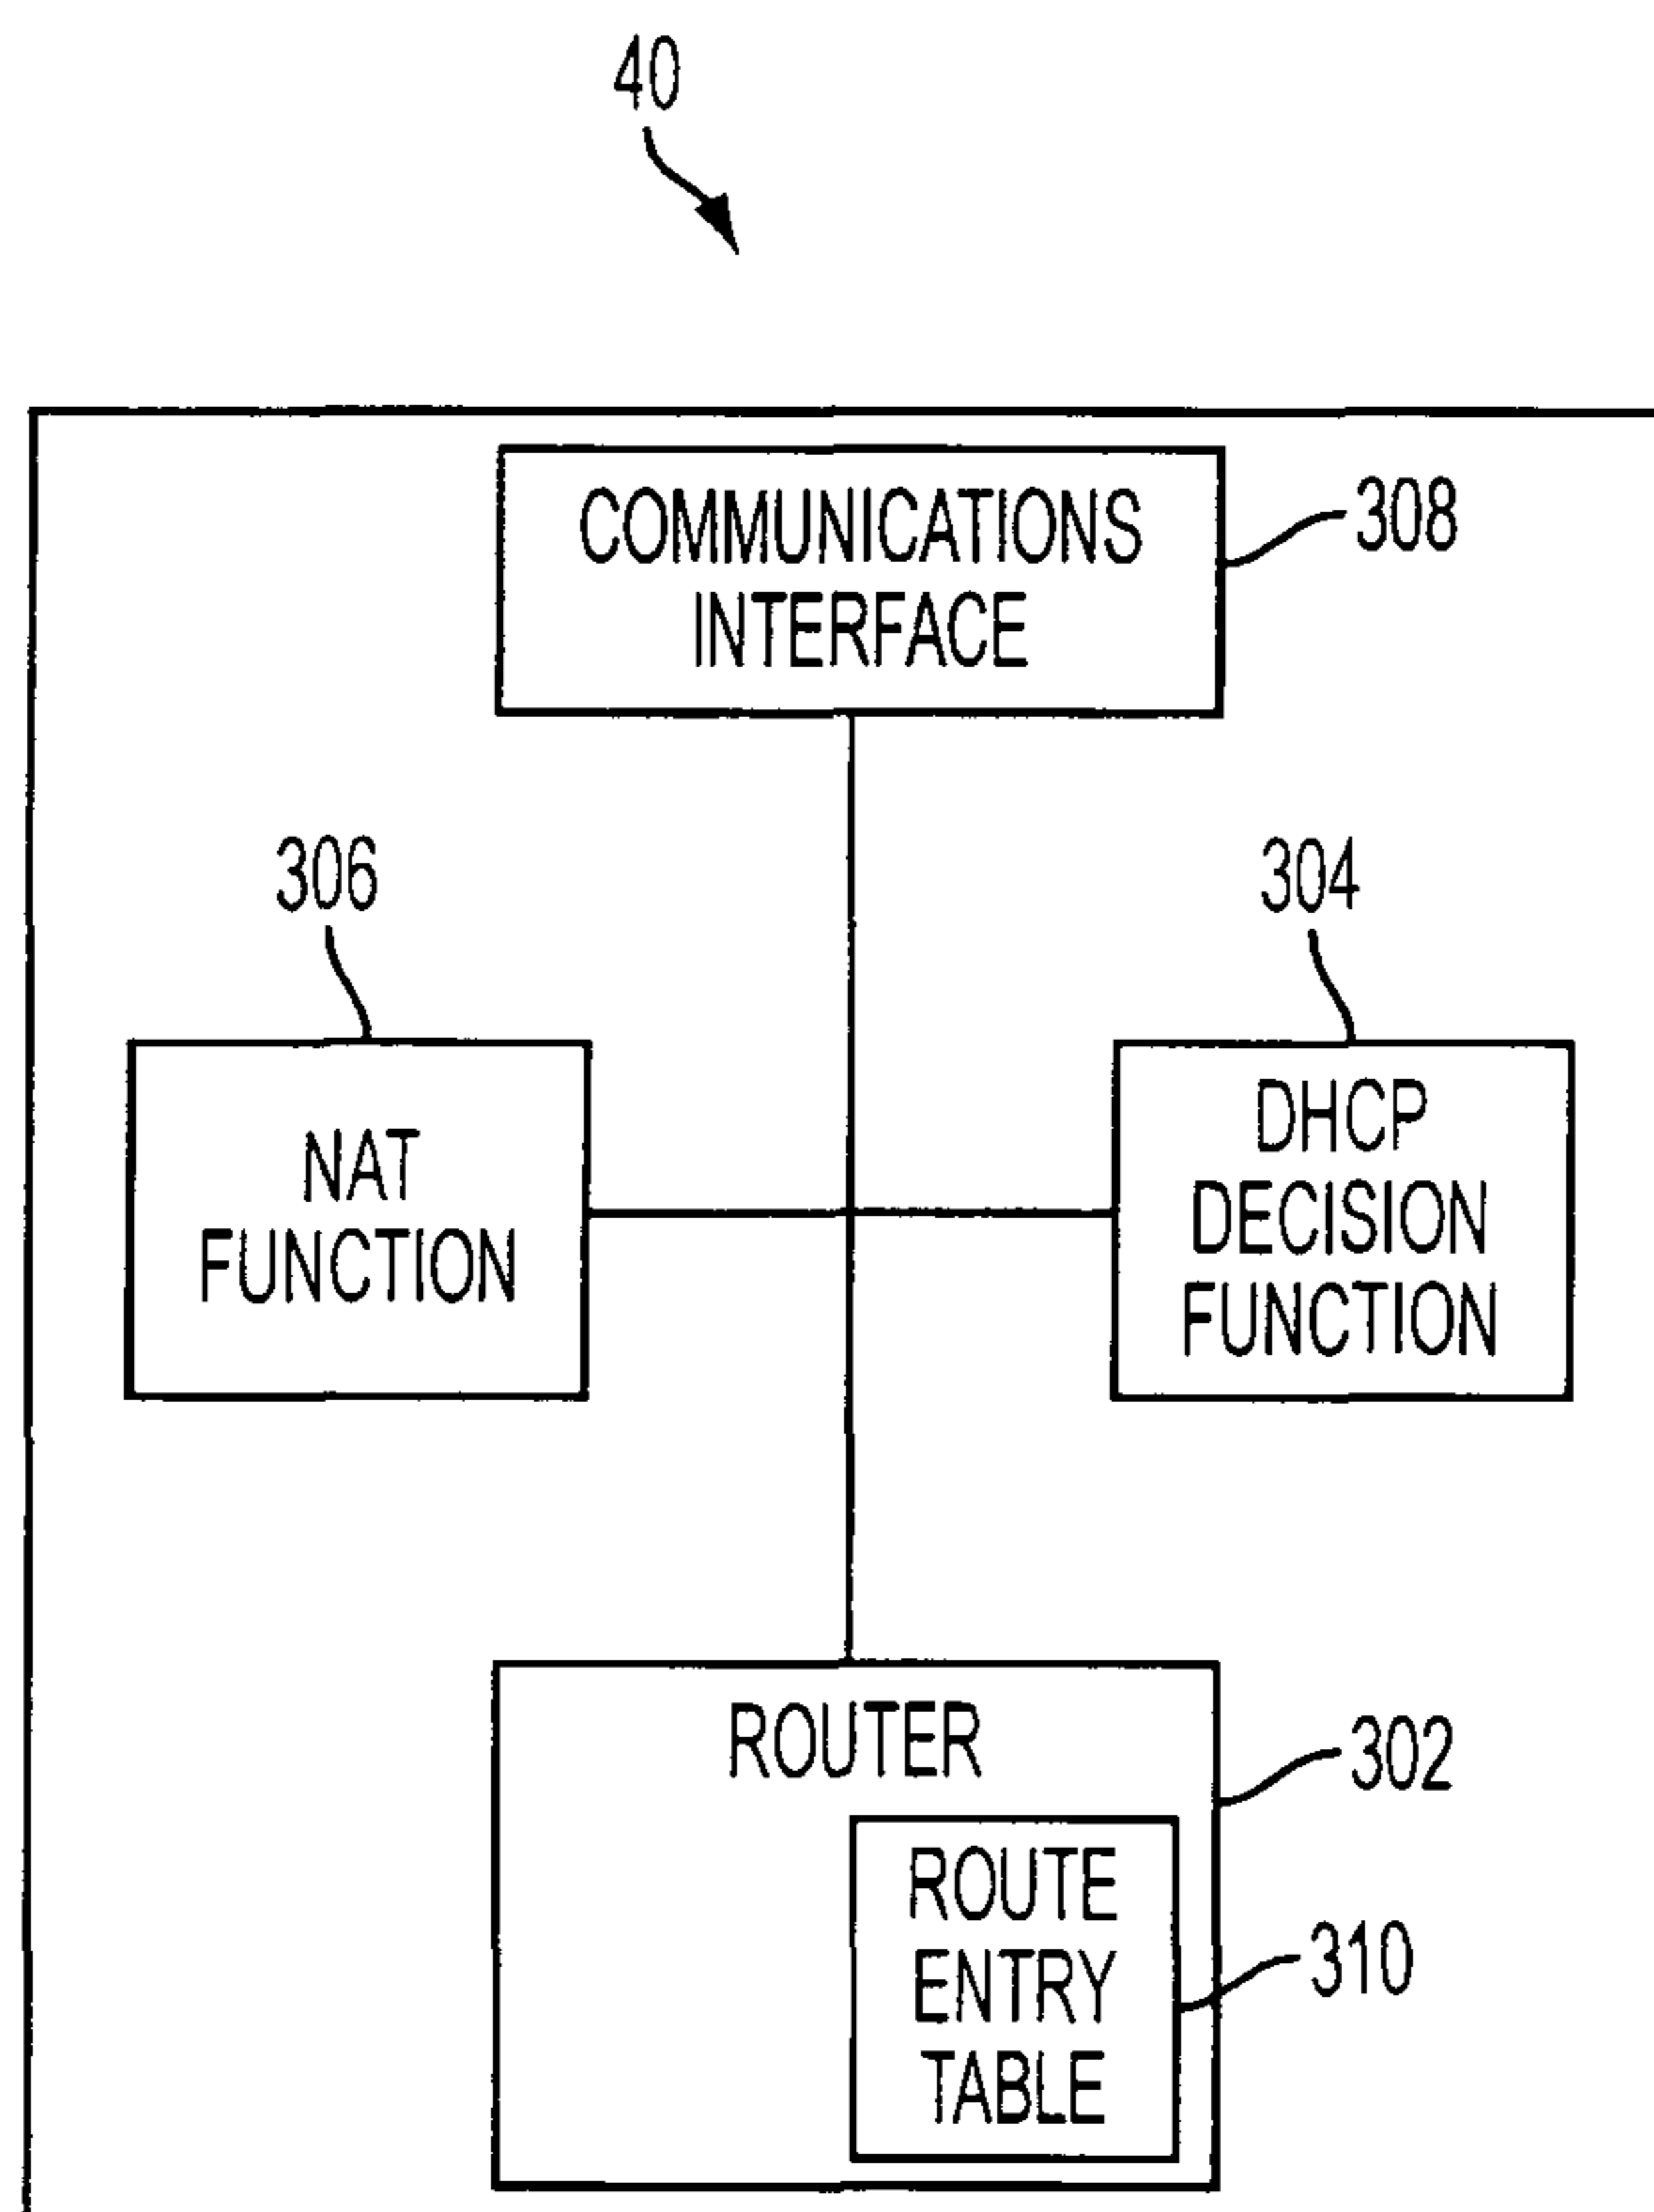 40
COMMUNICATIONS
INTERFACE
308
306
304
NAT
FUNCTION
DHCP
DECISION
FUNCTION
ROUTER
302
ROUTE
ENTRY
TABLE
310